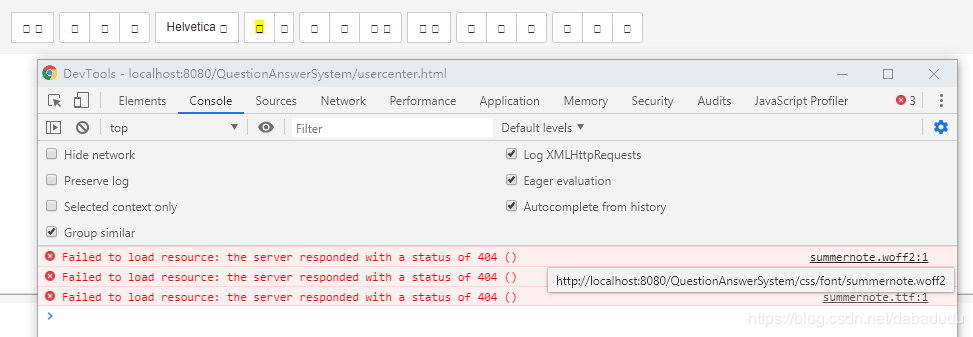 Helvetica
DevTools - localhost:8080/QuestionAnswerSystem/usercenter.html
Elements Console Sources Network Performance Application Memory Security Audits JavaScript Profiler 3
top Filter Default levels
Hide network Log XMLHttpRequests
Preserve log Eager evaluation
Selected context only Autocomplete from history
Group similar
Failed to load resource: the server responded with a status of 404 () summernote.woff2:1
Failed to load resource: the server responded with a status of 404 ()
http://localhost:8080/QuestionAnswerSystem/css/font/summernote.woff2
Failed to load resource: the server responded with a status of 404 () summernote.ttf:1
https://blog.csdn.net/dabadudu